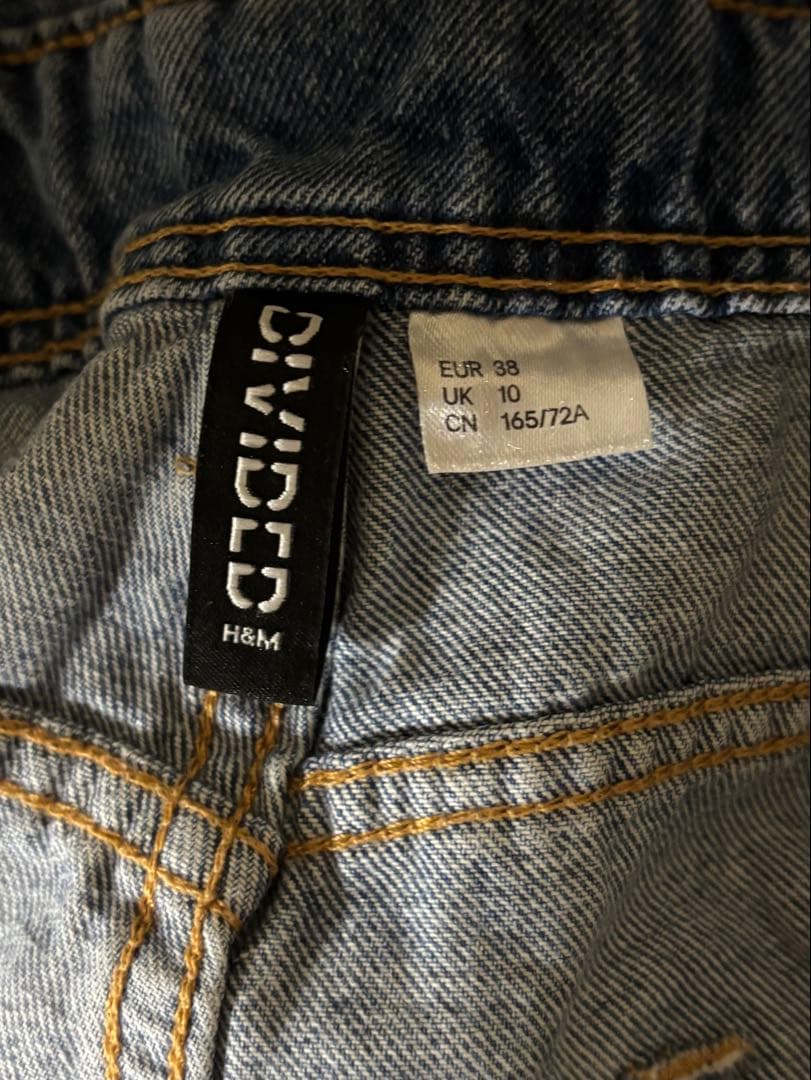 DIVIDED
H&M
EUR 38
UK 10
CN 165/72A